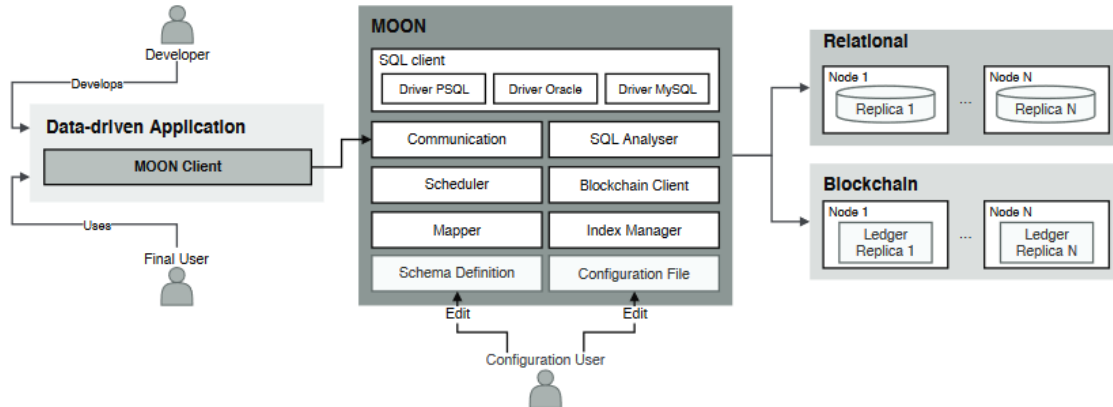 Developer
Develops
Data-driven Application
MOON Client
Uses
Final User
MOON
SQL client
Driver PSQL
Driver Oracle
Driver MySQL
Communication
SQL Analyser
Scheduler
Blockchain Client
Mapper
Index Manager
Schema Definition
Configuration File
Edit
Edit
Configuration User
Relational
Node 1
Replica 1
...
Node N
Replica N
Blockchain
Node 1
Ledger
Replica 1
...
Node N
Ledger
Replica N